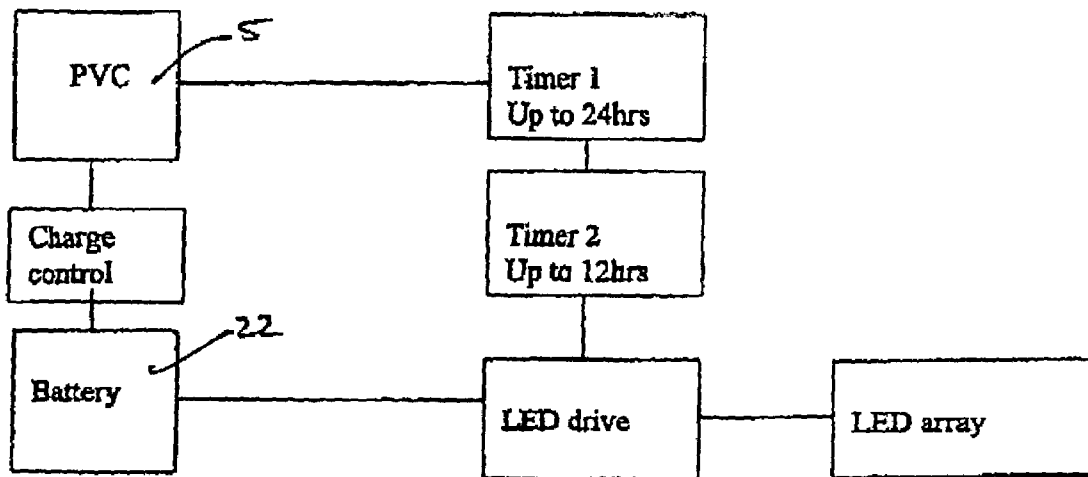 PVC
5
Timer 1
Up to 24hrs
Charge
control
Timer 2
Up to 12hrs
22
Battery
LED drive
LED array